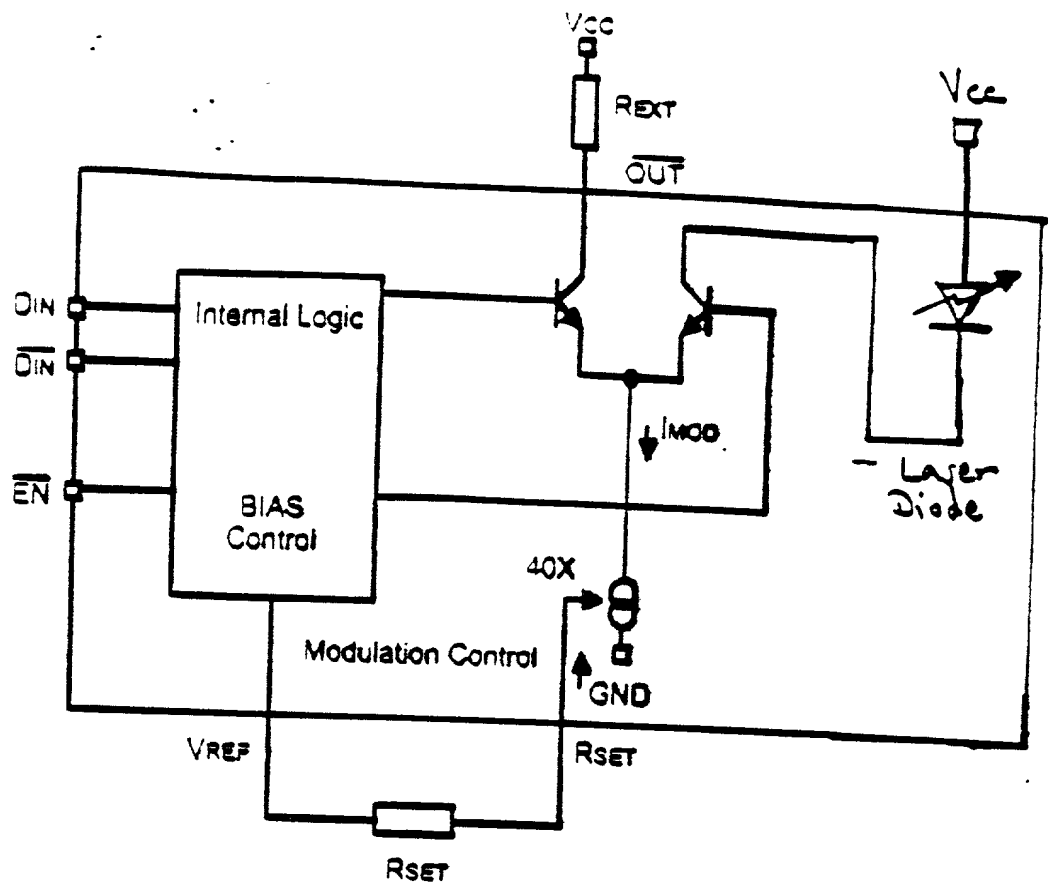 VCC
REXT
Vcc
OUT
DIN
DIN
EN
Internal Logic
BIAS
Control
IMOD
- Laser
Diode
40X
Modulation Control
GND
VREF
RSET
RSET